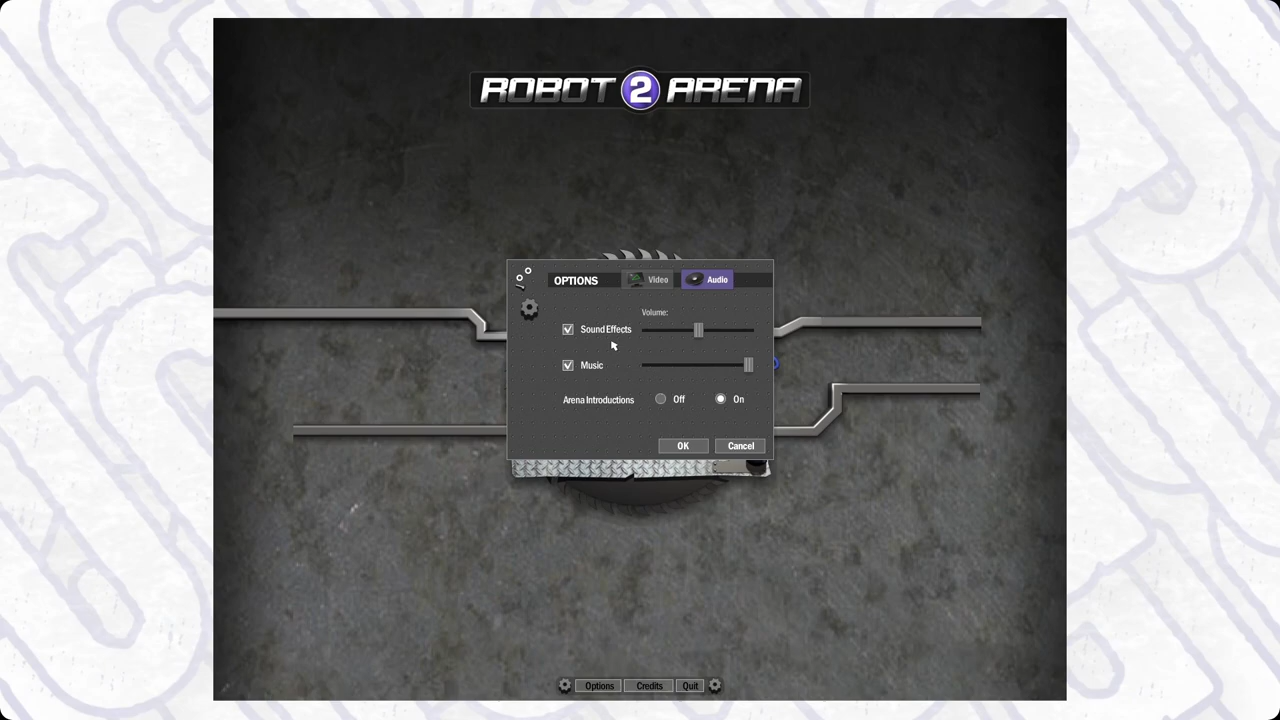 ROBOT 2 ARENA
OPTIONS Video Audio
Volume:
Sound Effects
Music
Arena Introductions Off On
OK Cancel
Options Credits Quit